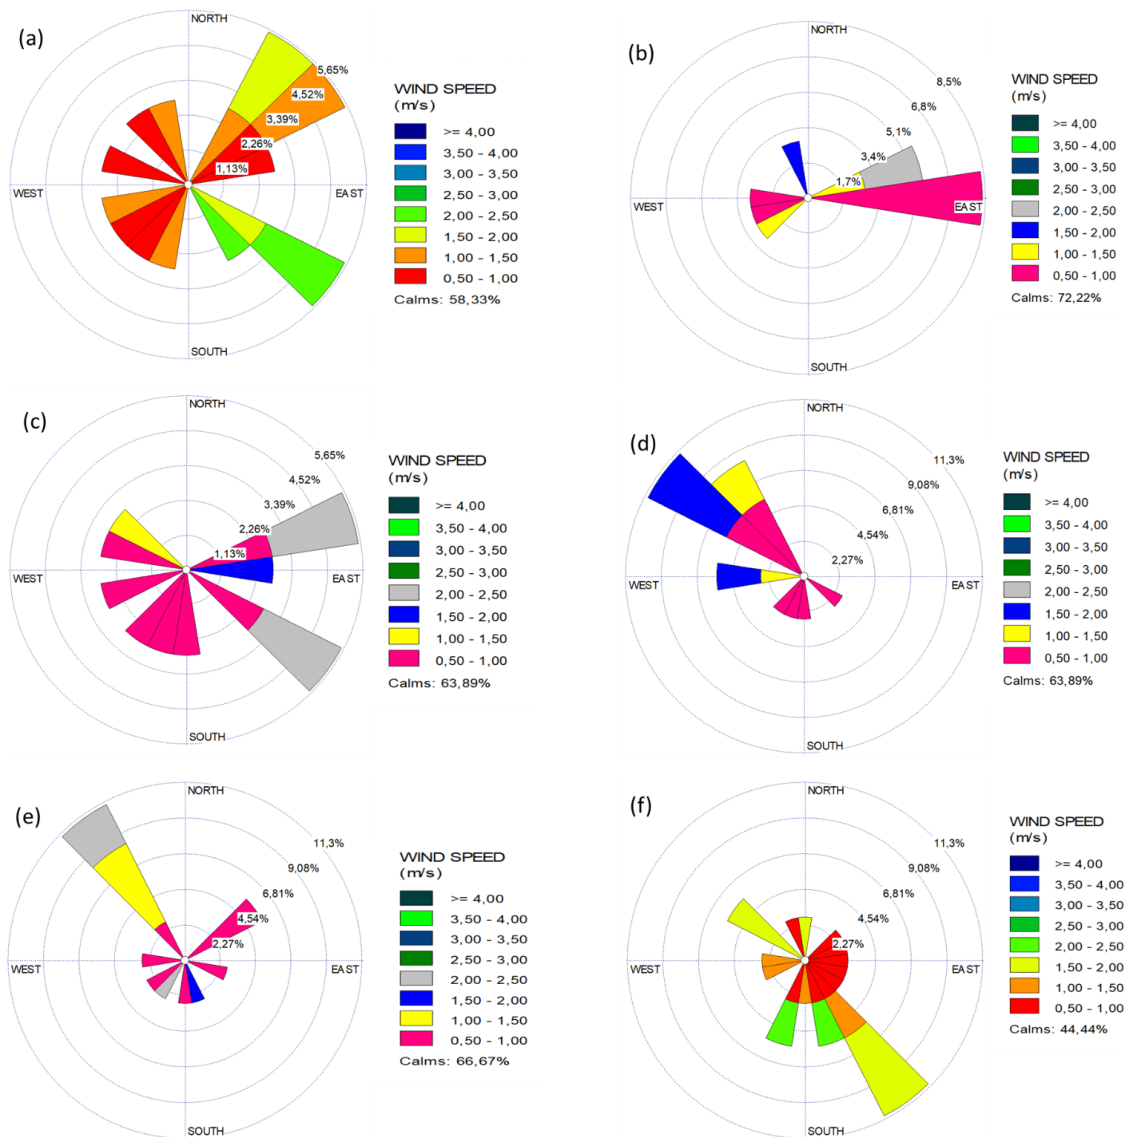 (a)
NORTH
5,65%
4,52%
3,39%
2,26%
1,13%
WEST
EAST
SOUTH
WIND SPEED
(m/s)
>= 4,00
3,50 - 4,00
3,00 - 3,50
2,50 - 3,00
2,00 - 2,50
1,50 - 2,00
1,00 - 1,50
0,50 - 1,00
Calms: 58,33%
(b)
NORTH
8,5%
6,8%
5,1%
3,4%
1,7%
WEST
EAST
SOUTH
WIND SPEED
(m/s)
>= 4,00
3,50 - 4,00
3,00 - 3,50
2,50 - 3,00
2,00 - 2,50
1,50 - 2,00
1,00 - 1,50
0,50 - 1,00
Calms: 72,22%
(c)
NORTH
5,65%
4,52%
3,39%
2,26%
1,13%
WEST
EAST
SOUTH
WIND SPEED
(m/s)
>= 4,00
3,50 - 4,00
3,00 - 3,50
2,50 - 3,00
2,00 - 2,50
1,50 - 2,00
1,00 - 1,50
0,50 - 1,00
Calms: 63,89%
(d)
NORTH
11,3%
9,08%
6,81%
4,54%
2,27%
WEST
EAST
SOUTH
WIND SPEED
(m/s)
>= 4,00
3,50 - 4,00
3,00 - 3,50
2,50 - 3,00
2,00 - 2,50
1,50 - 2,00
1,00 - 1,50
0,50 - 1,00
Calms: 63,89%
(e)
NORTH
11,3%
9,08%
6,81%
4,54%
2,27%
WEST
EAST
SOUTH
WIND SPEED
(m/s)
>= 4,00
3,50 - 4,00
3,00 - 3,50
2,50 - 3,00
2,00 - 2,50
1,50 - 2,00
1,00 - 1,50
0,50 - 1,00
Calms: 66,67%
(f)
NORTH
11,3%
9,08%
6,81%
4,54%
2,27%
WEST
EAST
SOUTH
WIND SPEED
(m/s)
>= 4,00
3,50 - 4,00
3,00 - 3,50
2,50 - 3,00
2,00 - 2,50
1,50 - 2,00
1,00 - 1,50
0,50 - 1,00
Calms: 44,44%